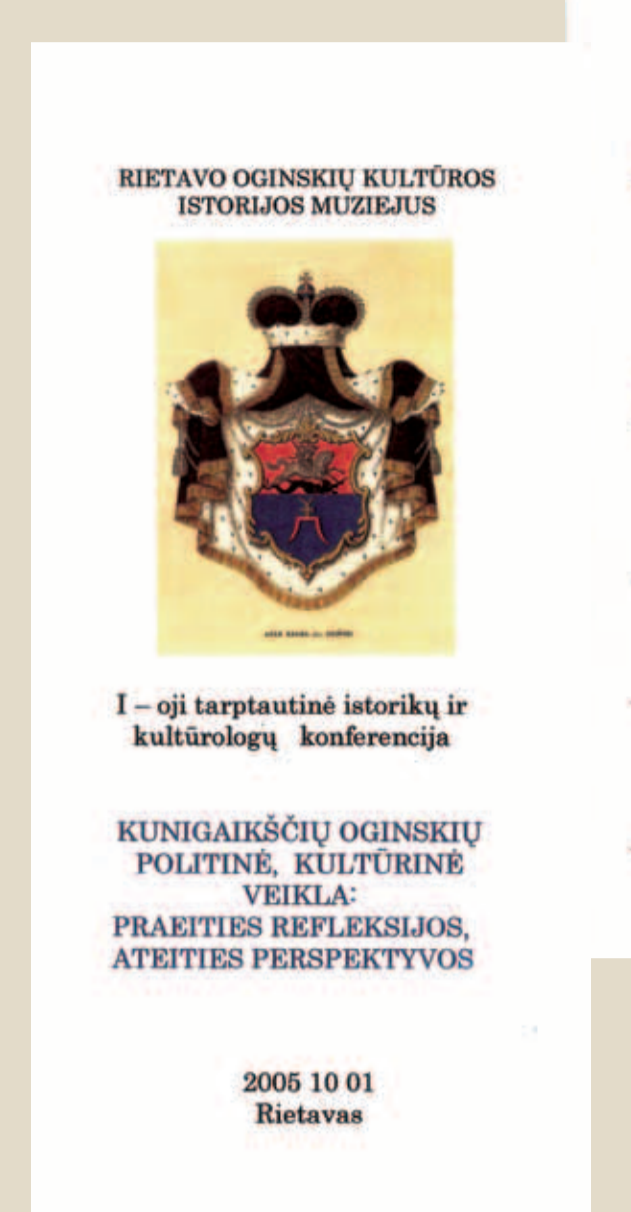 RIETAVO OGINSKIŲ KULTŪROS
ISTORIJOS MUZIEJUS
I – oji tarptautinė istorikų ir
kultūrologų konferencija
KUNIGAIKŠČIŲ OGINSKIŲ
POLITINĖ, KULTŪRINĖ
VEIKLA:
PRAEITIES REFLEKSIJOS,
ATEITIES PERSPEKTYVOS
2005 10 01
Rietavas